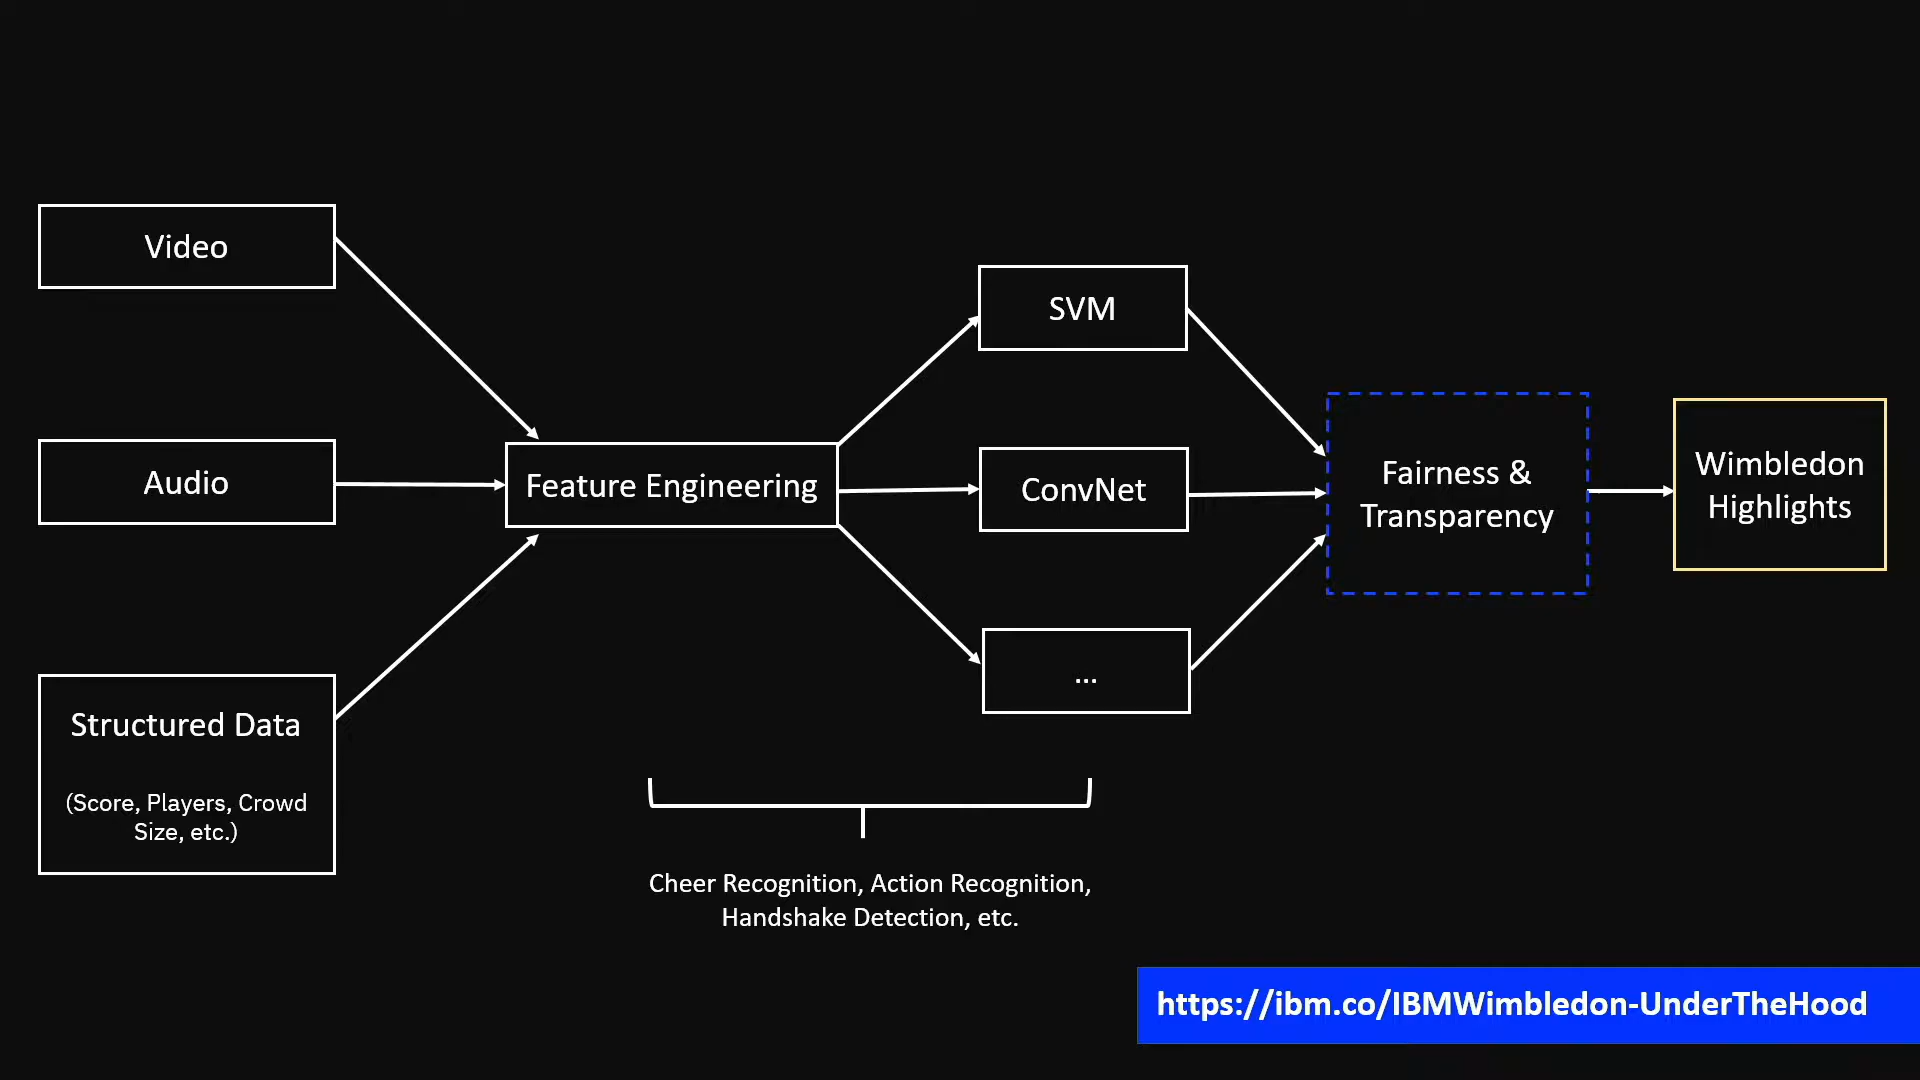 Video
Audio
Structured Data
(Score, Players, Crowd
Size, etc.)
Feature Engineering
SVM
ConvNet
...
Cheer Recognition, Action Recognition,
Handshake Detection, etc.
Fairness &
Transparency
Wimbledon
Highlights
https://ibm.co/IBMWimbledon-UnderTheHood